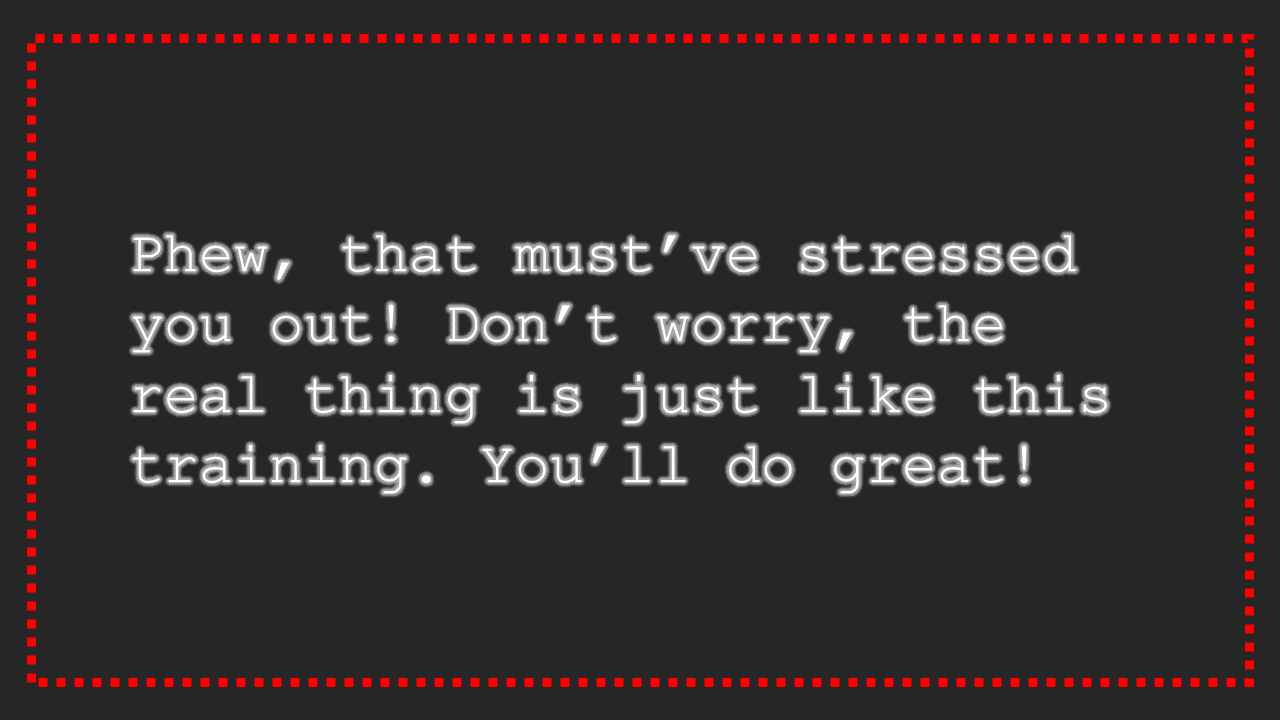 Phew, that must’ve stressed
you out! Don’t worry, the
real thing is just like this
training. You’ll do great!